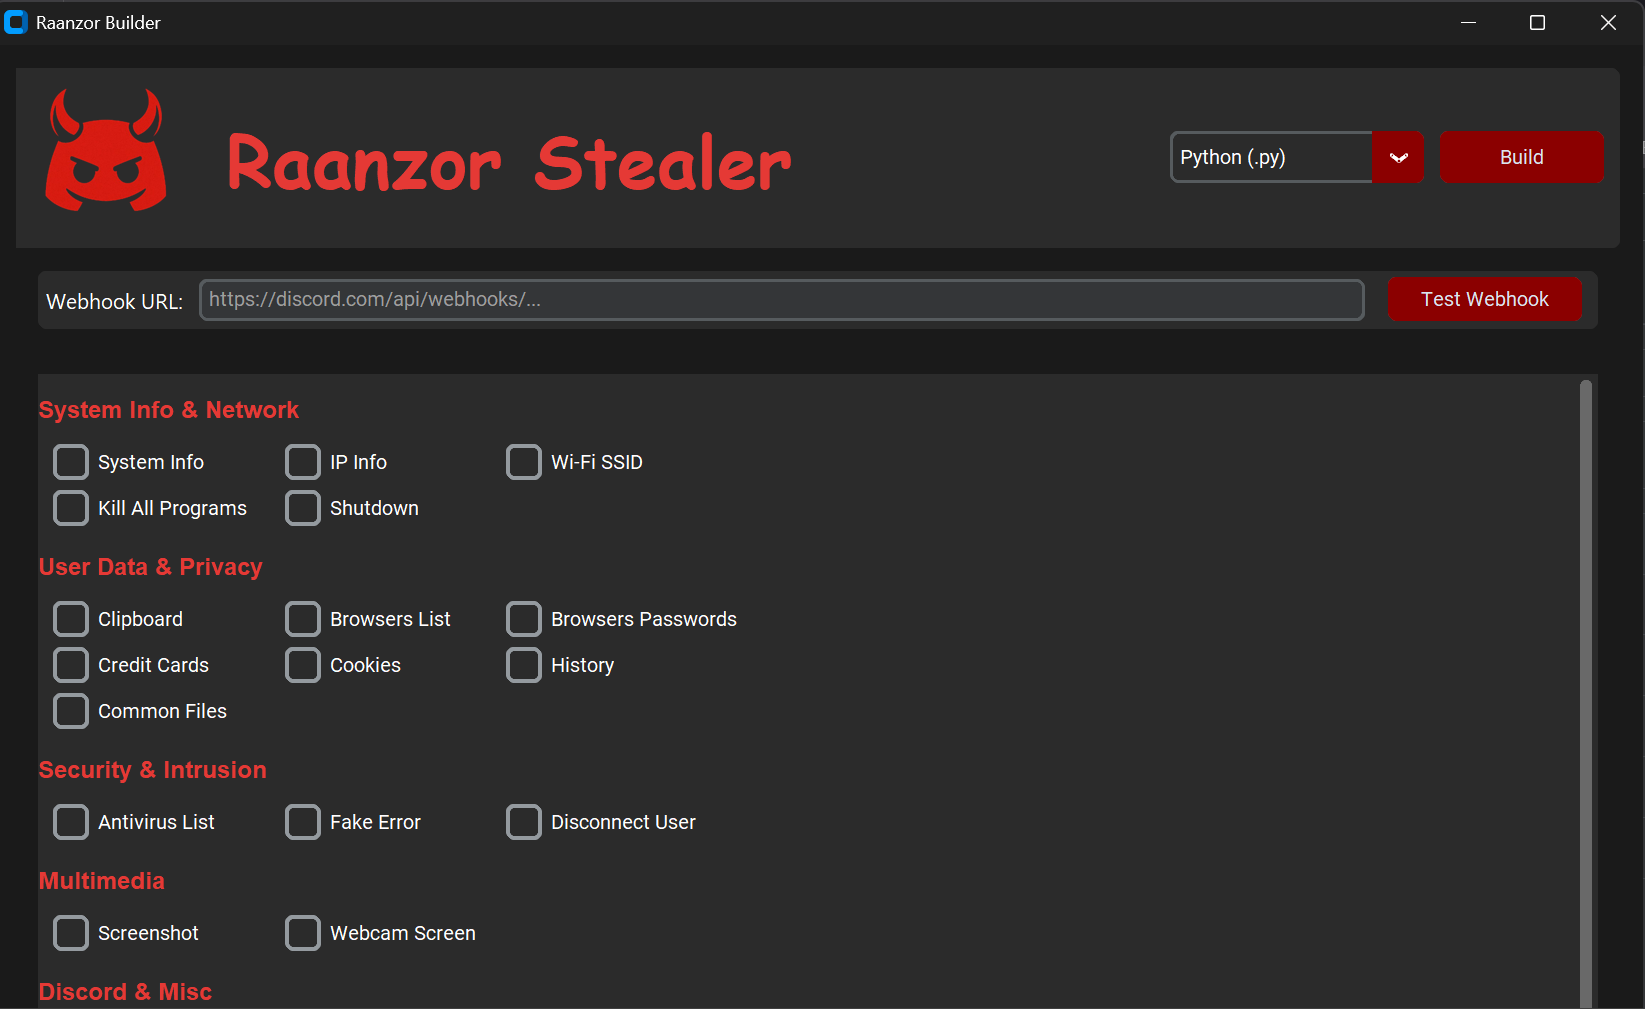 Raanzor Builder
Raanzor Stealer
Python (.py)
Build
Webhook URL: https://discord.com/api/webhooks/... Test Webhook
System Info & Network
System Info IP Info Wi-Fi SSID
Kill All Programs Shutdown
User Data & Privacy
Clipboard Browsers List Browsers Passwords
Credit Cards Cookies History
Common Files
Security & Intrusion
Antivirus List Fake Error Disconnect User
Multimedia
Screenshot Webcam Screen
Discord & Misc